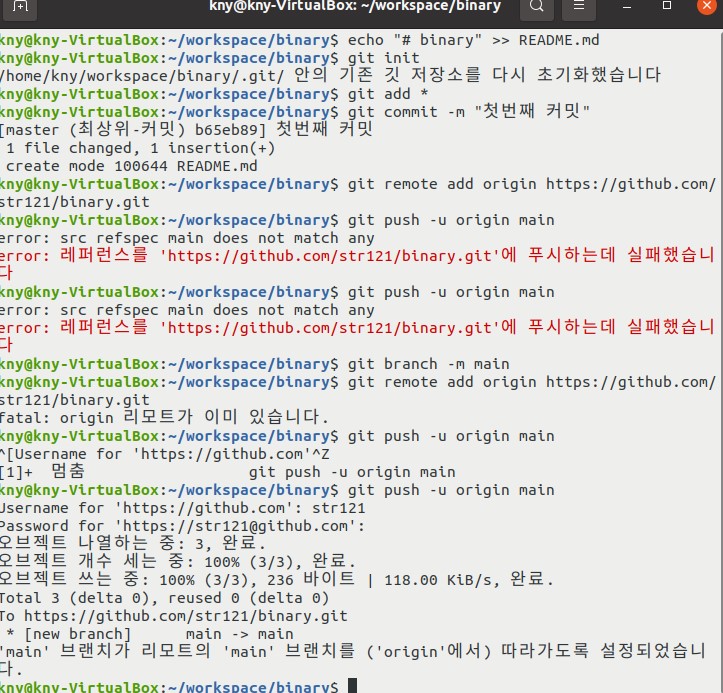 kny@kny-VirtualBox: ~/workspace/binary
kny@kny-VirtualBox:~/workspace/binary$ echo "# binary" >> README.md
kny@kny-VirtualBox:~/workspace/binary$ git init
/home/kny/workspace/binary/.git/ 안의 기존 깃 저장소를 다시 초기화했습니다
kny@kny-VirtualBox:~/workspace/binary$ git add *
kny@kny-VirtualBox:~/workspace/binary$ git commit -m "첫번째 커밋"
[master (최상위-커밋) b65eb89] 첫번째 커밋
 1 file changed, 1 insertion(+)
 create mode 100644 README.md
kny@kny-VirtualBox:~/workspace/binary$ git remote add origin https://github.com/
str121/binary.git
kny@kny-VirtualBox:~/workspace/binary$ git push -u origin main
error: src refspec main does not match any
error: 레퍼런스를 'https://github.com/str121/binary.git'에 푸시하는데 실패했습니
다
kny@kny-VirtualBox:~/workspace/binary$ git push -u origin main
error: src refspec main does not match any
error: 레퍼런스를 'https://github.com/str121/binary.git'에 푸시하는데 실패했습니
다
kny@kny-VirtualBox:~/workspace/binary$ git branch -m main
kny@kny-VirtualBox:~/workspace/binary$ git remote add origin https://github.com/
str121/binary.git
fatal: origin 리모트가 이미 있습니다.
kny@kny-VirtualBox:~/workspace/binary$ git push -u origin main
^[Username for 'https://github.com'^Z
[1]+  멈춤                  git push -u origin main
kny@kny-VirtualBox:~/workspace/binary$ git push -u origin main
Username for 'https://github.com': str121
Password for 'https://str121@github.com':
오브젝트 나열하는 중: 3, 완료.
오브젝트 개수 세는 중: 100% (3/3), 완료.
오브젝트 쓰는 중: 100% (3/3), 236 바이트 | 118.00 KiB/s, 완료.
Total 3 (delta 0), reused 0 (delta 0)
To https://github.com/str121/binary.git
 * [new branch]      main -> main
'main' 브랜치가 리모트의 'main' 브랜치를 ('origin'에서) 따라가도록 설정되었습니
다.
kny@kny-VirtualBox:~/workspace/binary$